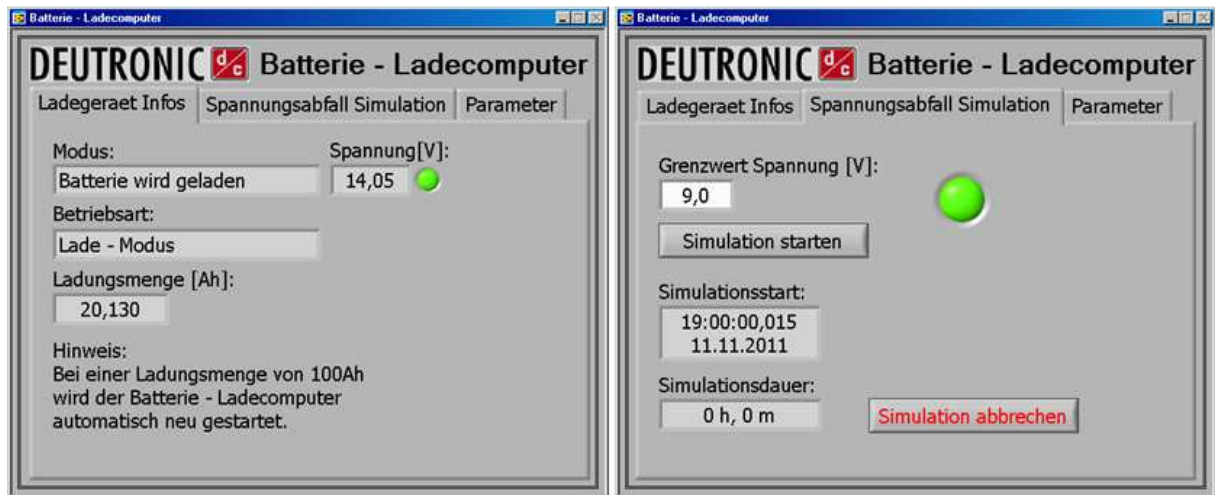 Batterie - Ladecomputer
DEUTRONIC d/c Batterie - Ladecomputer
Ladegeraet Infos Spannungsabfall Simulation Parameter
Modus: Spannung[V]:
Batterie wird geladen 14,05
Betriebsart:
Lade - Modus
Ladungsmenge [Ah]:
20,130
Hinweis:
Bei einer Ladungsmenge von 100Ah
wird der Batterie - Ladecomputer
automatisch neu gestartet.
Batterie - Ladecomputer
DEUTRONIC d/c Batterie - Ladecomputer
Ladegeraet Infos Spannungsabfall Simulation Parameter
Grenzwert Spannung [V]:
9,0
Simulation starten
Simulationsstart:
19:00:00,015
11.11.2011
Simulationsdauer:
0 h, 0 m Simulation abbrechen